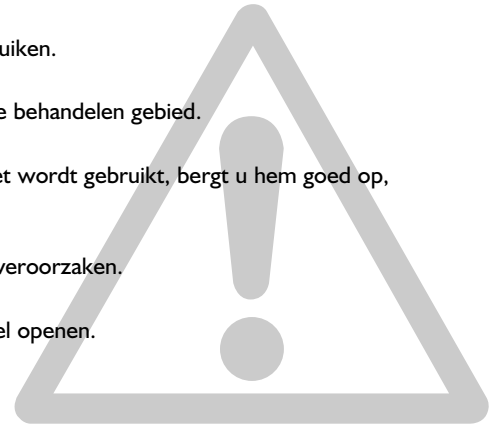 uiken.
e behandelen gebied.
et wordt gebruikt, bergt u hem goed op,
veroorzaken.
el openen.